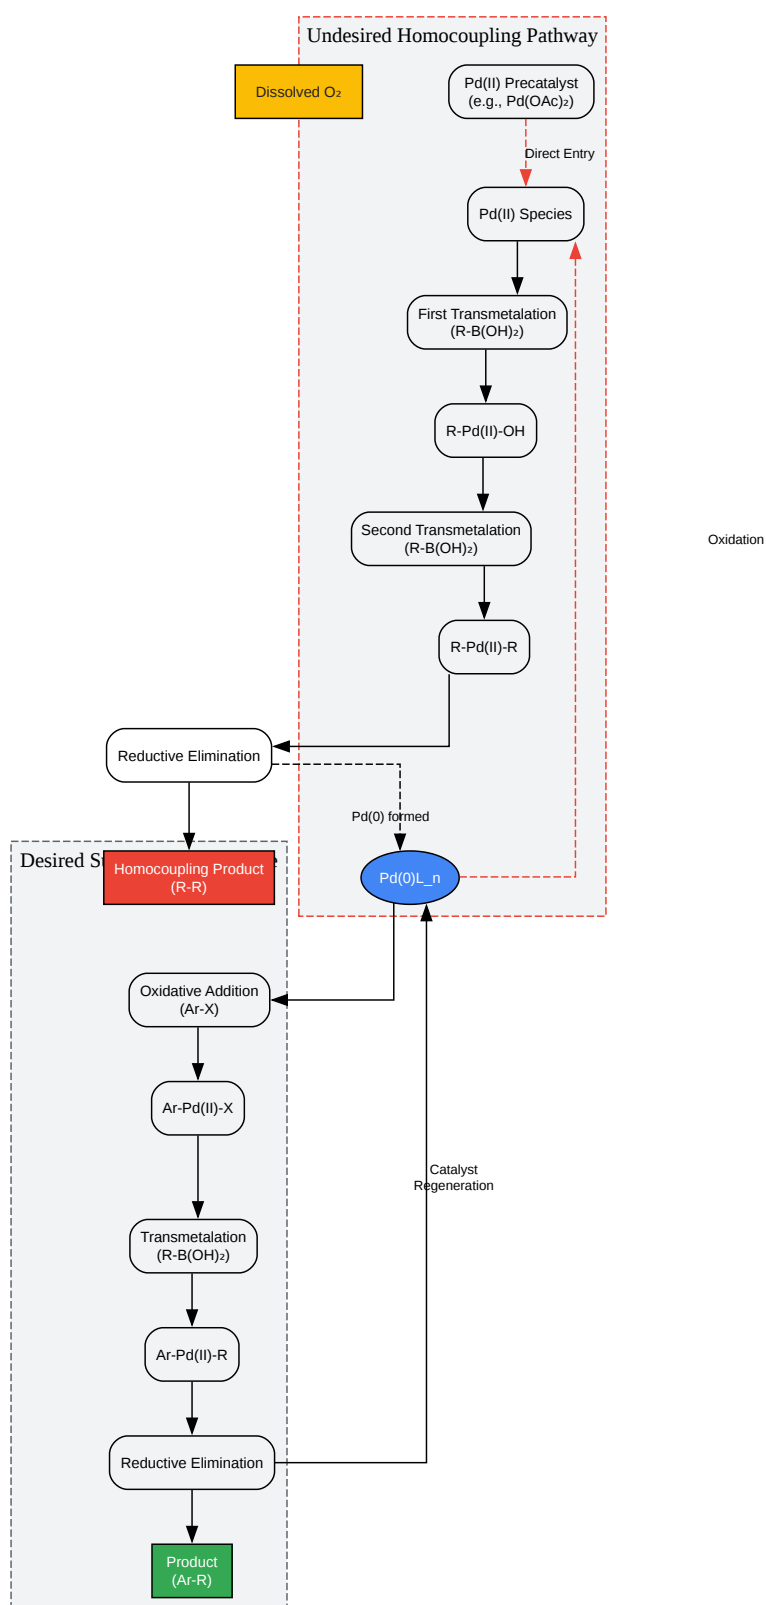 Undesired Homocoupling Pathway
Dissolved O₂
Pd(II) Precatalyst
(e.g., Pd(OAc)₂)
Direct Entry
Pd(II) Species
First Transmetalation
(R-B(OH)₂)
R-Pd(II)-OH
Second Transmetalation
(R-B(OH)₂)
Oxidation
R-Pd(II)-R
Reductive Elimination
Pd(0) formed
Desired
Homocoupling Product
(R-R)
Pd(0)L_n
Oxidative Addition
(Ar-X)
Ar-Pd(II)-X
Catalyst
Regeneration
Transmetalation
(R-B(OH)₂)
Ar-Pd(II)-R
Reductive Elimination
Product
(Ar-R)